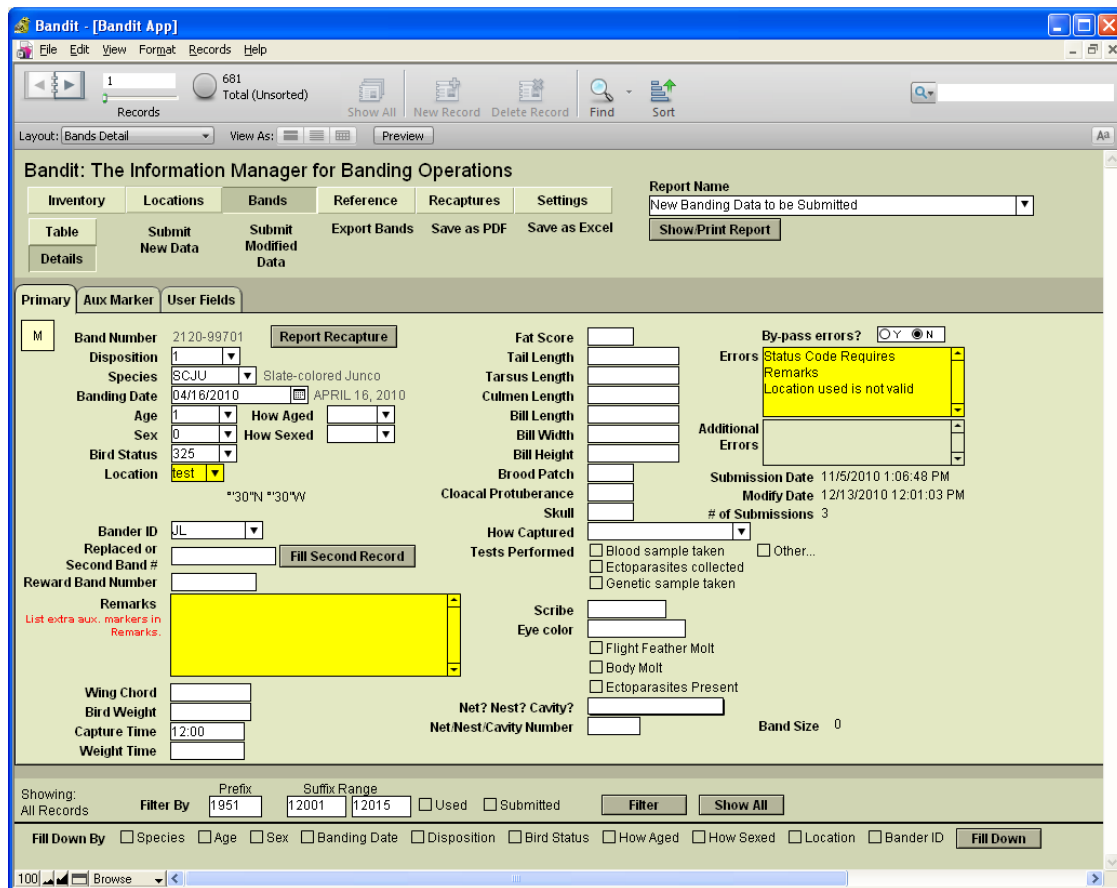 Bandit - [Bandit App]
File Edit View Format Records Help
1
681
Total (Unsorted)
Records
Show All New Record Delete Record Find Sort
Layout: Bands Detail View As: Preview Aa
Bandit: The Information Manager for Banding Operations
Inventory Locations Bands Reference Recaptures Settings
Report Name
New Banding Data to be Submitted
Show/Print Report
Table
Details
Submit
New Data
Submit
Modified
Data
Export Bands Save as PDF Save as Excel
Primary Aux Marker User Fields
M
Band Number 2120-99701 Report Recapture
Disposition 1
Species SCJU Slate-colored Junco
Banding Date 04/16/2010 APRIL 16, 2010
Age 1 How Aged
Sex 0 How Sexed
Bird Status 325
Location test
°'30"N °'30"W
Bander ID JL
Replaced or
Second Band # Fill Second Record
Reward Band Number
Remarks
List extra aux. markers in
Remarks.
Wing Chord
Bird Weight
Capture Time 12:00
Weight Time
Fat Score
Tail Length
Tarsus Length
Culmen Length
Bill Length
Bill Width
Bill Height
Brood Patch
Cloacal Protuberance
Skull
How Captured
Tests Performed Blood sample taken Other...
Ectoparasites collected
Genetic sample taken
Scribe
Eye color
Flight Feather Molt
Body Molt
Ectoparasites Present
Net? Nest? Cavity?
Net/Nest/Cavity Number
By-pass errors? Y N
Errors Status Code Requires
Remarks
Location used is not valid
Additional
Errors
Submission Date 11/5/2010 1:06:48 PM
Modify Date 12/13/2010 12:01:03 PM
# of Submissions 3
Band Size 0
Showing:
All Records
Filter By
Prefix
1951
Suffix Range
12001 12015
Used Submitted Filter Show All
Fill Down By Species Age Sex Banding Date Disposition Bird Status How Aged How Sexed Location Bander ID Fill Down
100 Browse